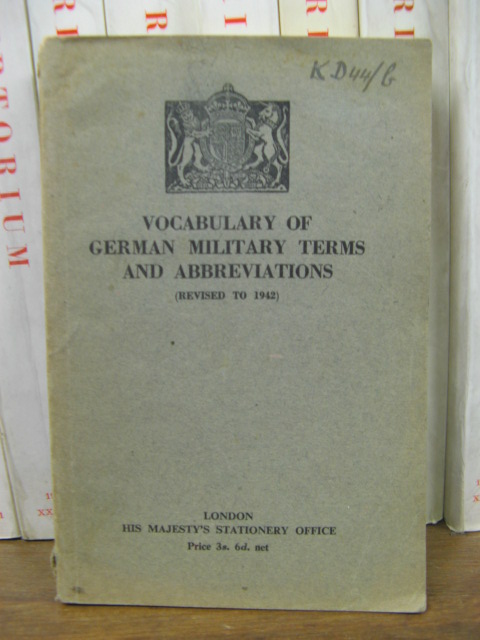 KD44/G
VOCABULARY OF
GERMAN MILITARY TERMS
AND ABBREVIATIONS
(REVISED TO 1942)
LONDON
HIS MAJESTY'S STATIONERY OFFICE
Price 3s. 6d. net
TORIUM